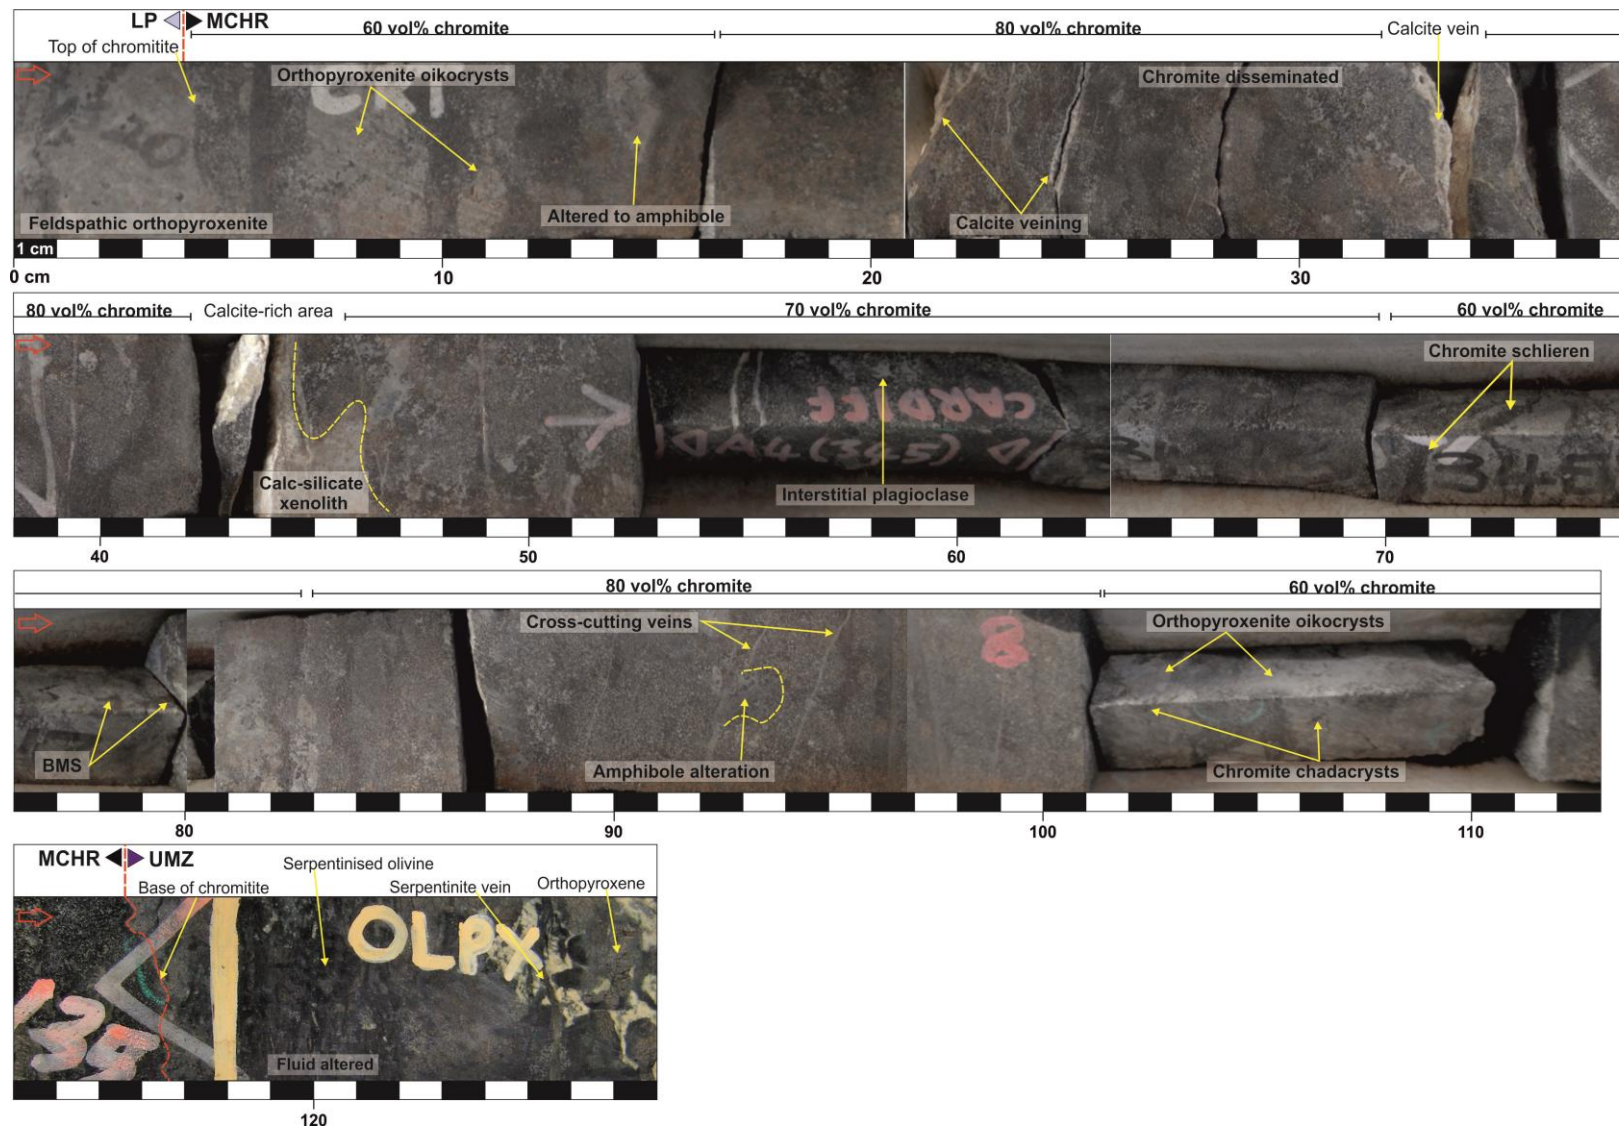 LP MCHR
60 vol% chromite
80 vol% chromite
Calcite vein
Top of chromitite
Orthopyroxenite oikocrysts
Chromite disseminated
Feldspathic orthopyroxenite
Altered to amphibole
Calcite veining
1 cm
0 cm 10 20 30
80 vol% chromite
Calcite-rich area
70 vol% chromite
60 vol% chromite
Chromite schlieren
CARDIFF
Calc-silicate
xenolith
Interstitial plagioclase
40 50 60 70
80 vol% chromite
60 vol% chromite
Cross-cutting veins
Orthopyroxenite oikocrysts
8
BMS
Amphibole alteration
Chromite chadacrysts
80 90 100 110
MCHR UMZ
Serpentinised olivine
Base of chromitite
Serpentinite vein
Orthopyroxene
OLPX
Fluid altered
120